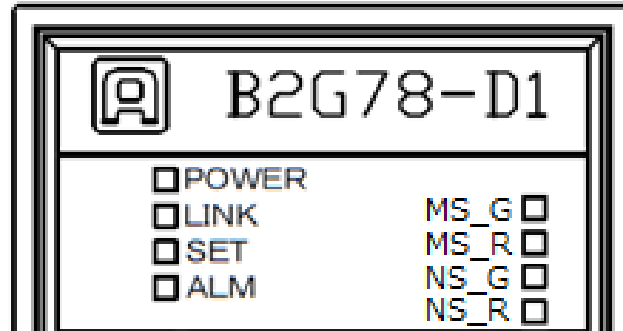 B2G78-D1
POWER
LINK
SET
ALM
MS_G
MS_R
NS_G
NS_R